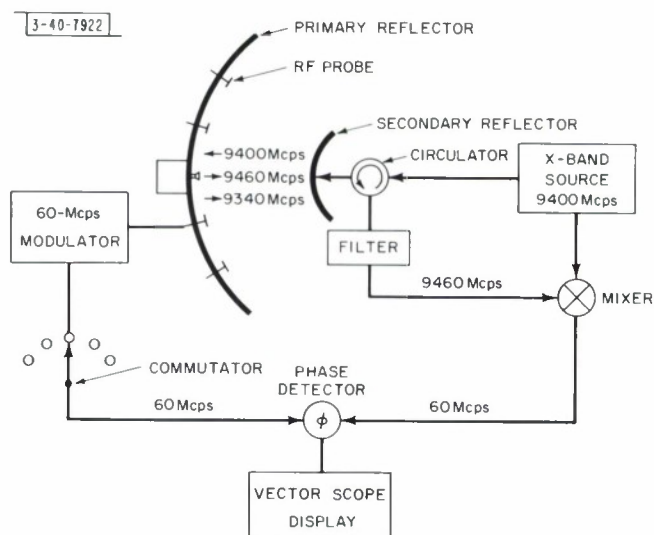 3-40-7922
PRIMARY REFLECTOR
RF PROBE
SECONDARY REFLECTOR
CIRCULATOR
9400 Mcps
9460 Mcps
9340 Mcps
X-BAND
SOURCE
9400 Mcps
60-Mcps
MODULATOR
FILTER
9460 Mcps
MIXER
COMMUTATOR
PHASE
DETECTOR
60 Mcps
ϕ
60 Mcps
VECTOR SCOPE
DISPLAY